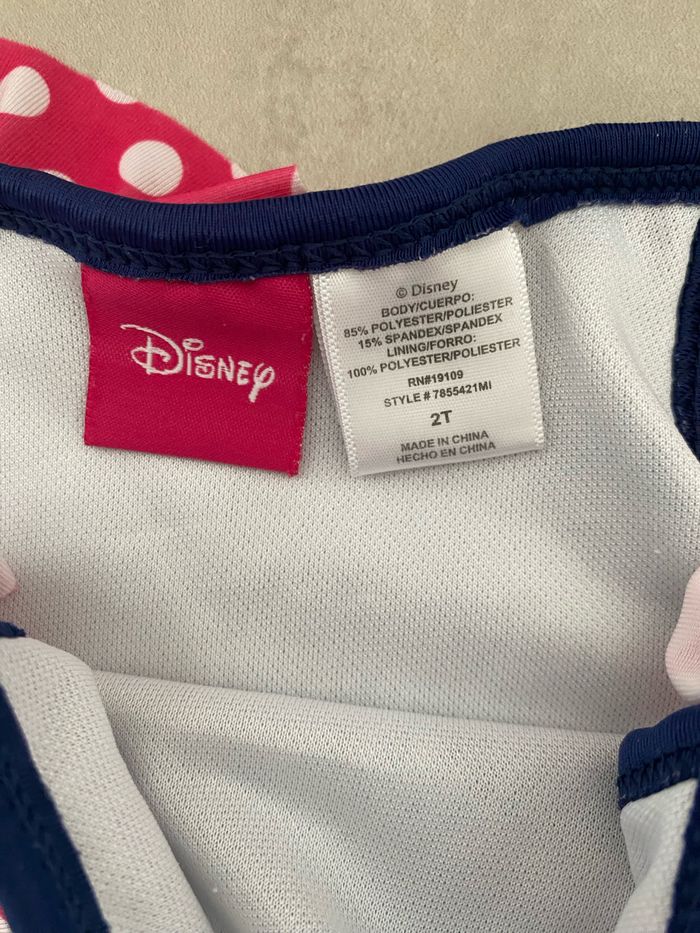 Disney
© Disney
BODY/CUERPO:
85% POLYESTER/POLIESTER
15% SPANDEX/SPANDEX
LINING/FORRO:
100% POLYESTER/POLIESTER
RN#19109
STYLE # 7855421MI
2T
MADE IN CHINA
HECHO EN CHINA